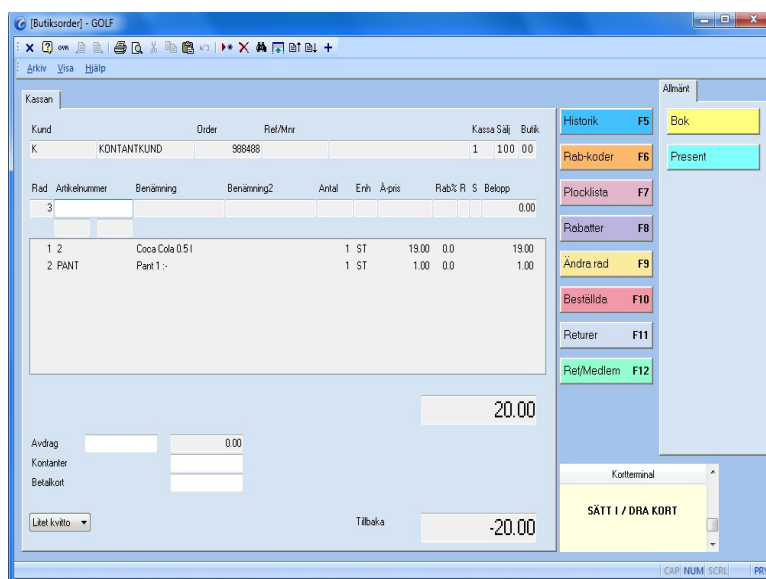 [Butiksorder] - GOLF
OVR
Arkiv Visa Hjälp
Kassan
Kund Order Ref/Mnr Kassa Sälj Butik
K KONTANTKUND 988488 1 100 00
Rad Artikelnummer Benämning Benämning2 Antal Enh À-pris Rab% R S Belopp
3 0.00
1 2 Coca Cola 0.5 l 1 ST 19.00 0.0 19.00
2 PANT Pant 1 :- 1 ST 1.00 0.0 1.00
20.00
Avdrag 0.00
Kontanter
Betalkort
Litet kvitto Tillbaka -20.00
Historik F5
Rab-koder F6
Plocklista F7
Rabatter F8
Ändra rad F9
Beställda F10
Returer F11
Ref/Medlem F12
Allmänt
Bok
Present
Kortterminal
SÄTT I / DRA KORT
CAP NUM SCRL PRV